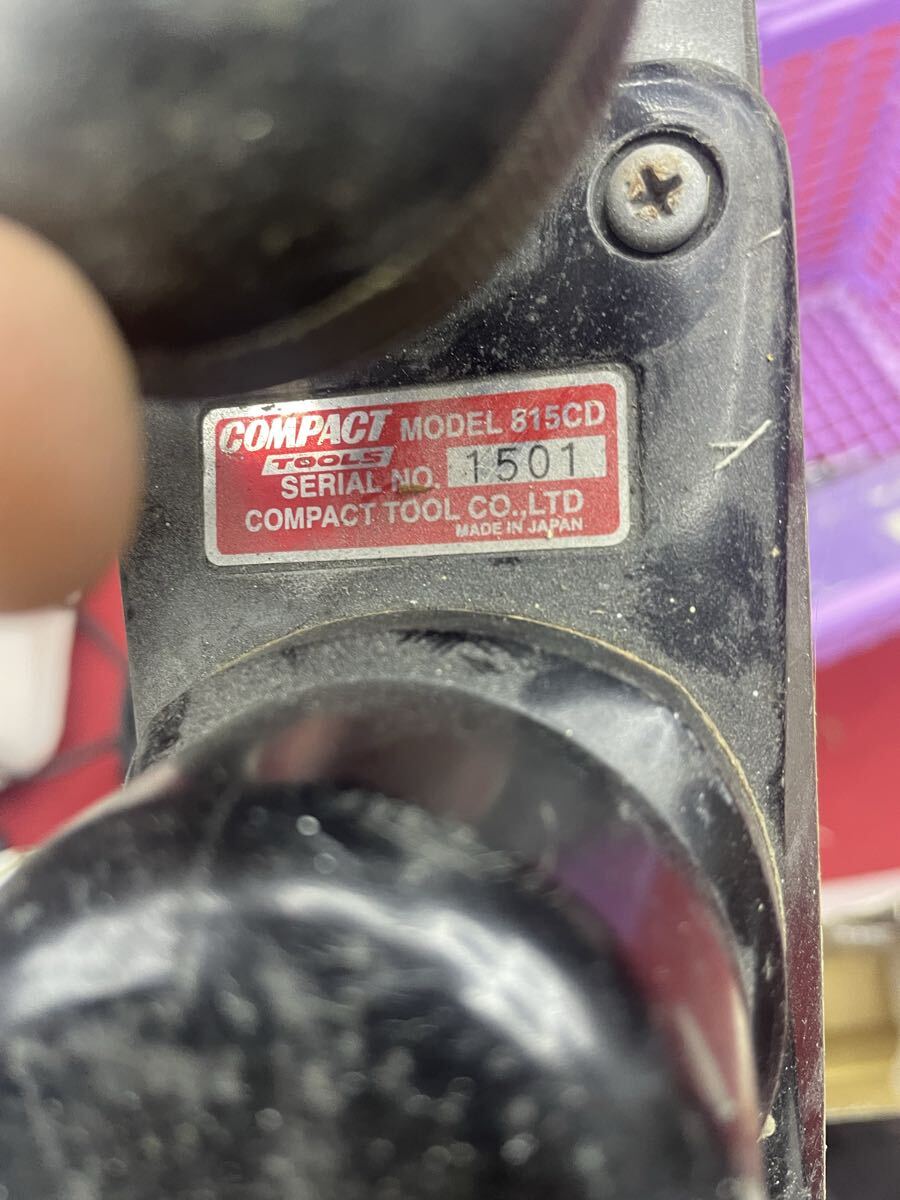 COMPACT MODEL 815CD
TOOLS
SERIAL NO. 1501
COMPACT TOOL CO.,LTD
MADE IN JAPAN